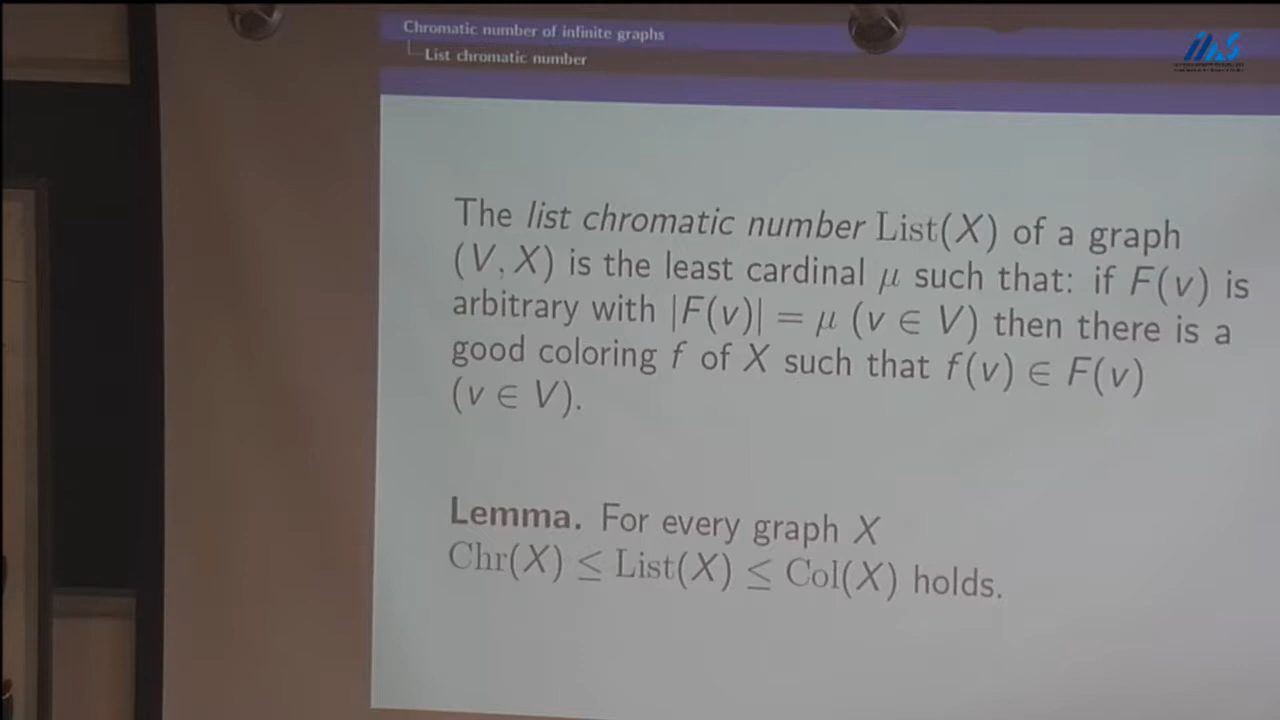 Chromatic number of infinite graphs
List chromatic number
The list chromatic number List(X) of a graph
(V, X) is the least cardinal μ such that: if F(v) is
arbitrary with |F(v)| = μ (v ∈ V) then there is a
good coloring f of X such that f(v) ∈ F(v)
(v ∈ V).
Lemma. For every graph X
Chr(X) ≤ List(X) ≤ Col(X) holds.